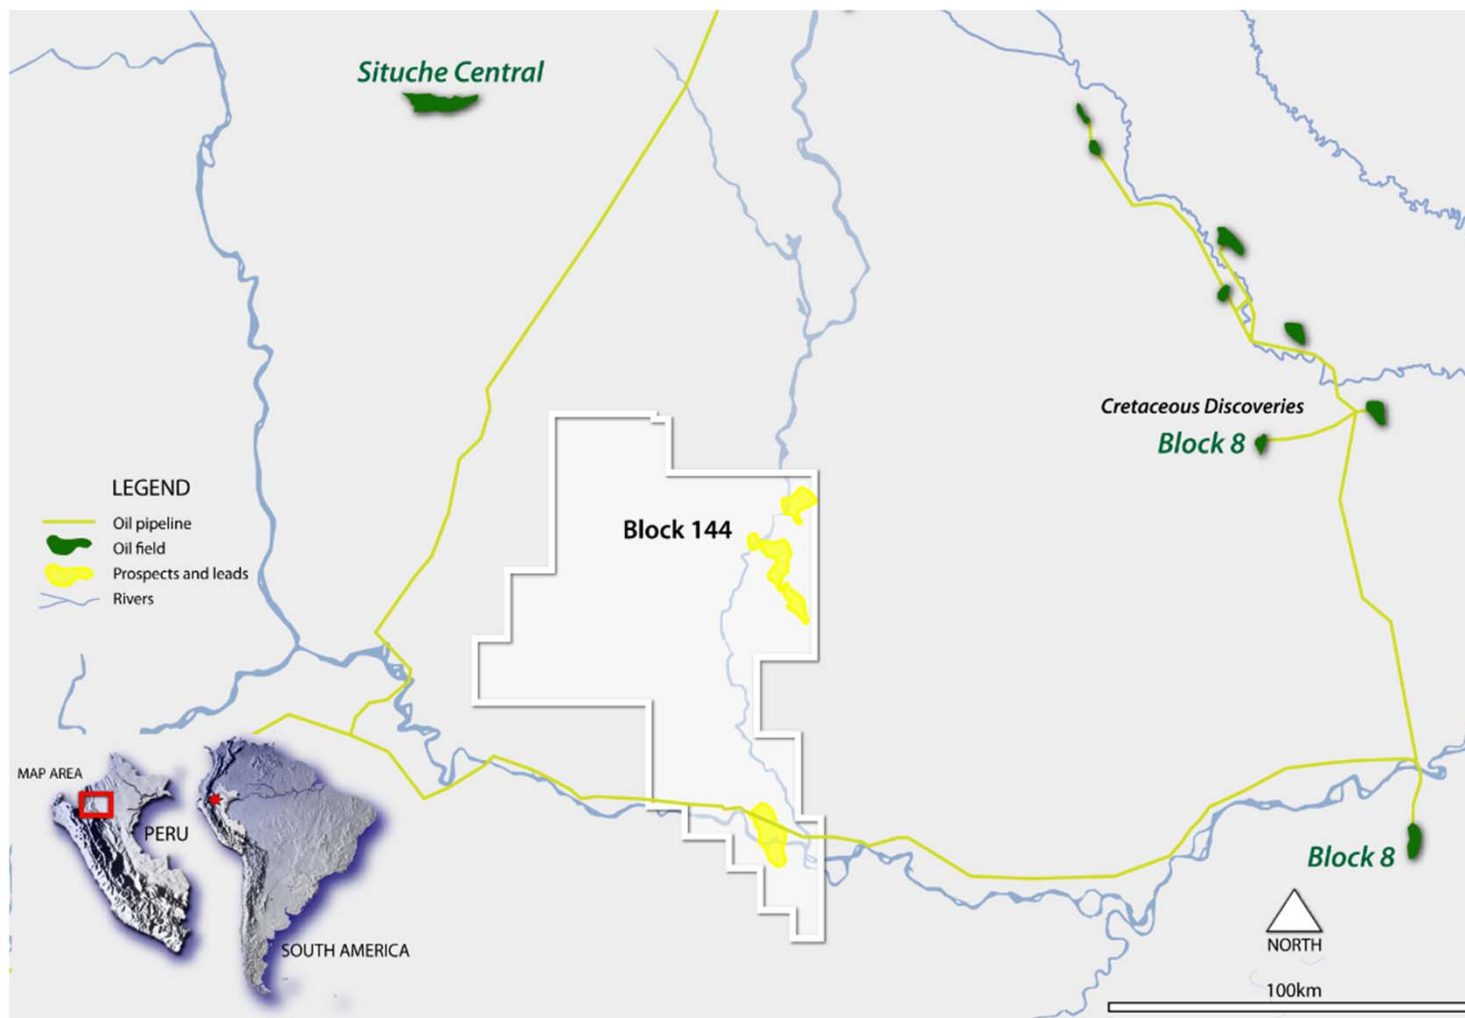 Situche Central
Cretaceous Discoveries
Block 8
LEGEND
Oil pipeline
Oil field
Prospects and leads
Rivers
Block 144
MAP AREA
PERU
SOUTH AMERICA
Block 8
NORTH
100km